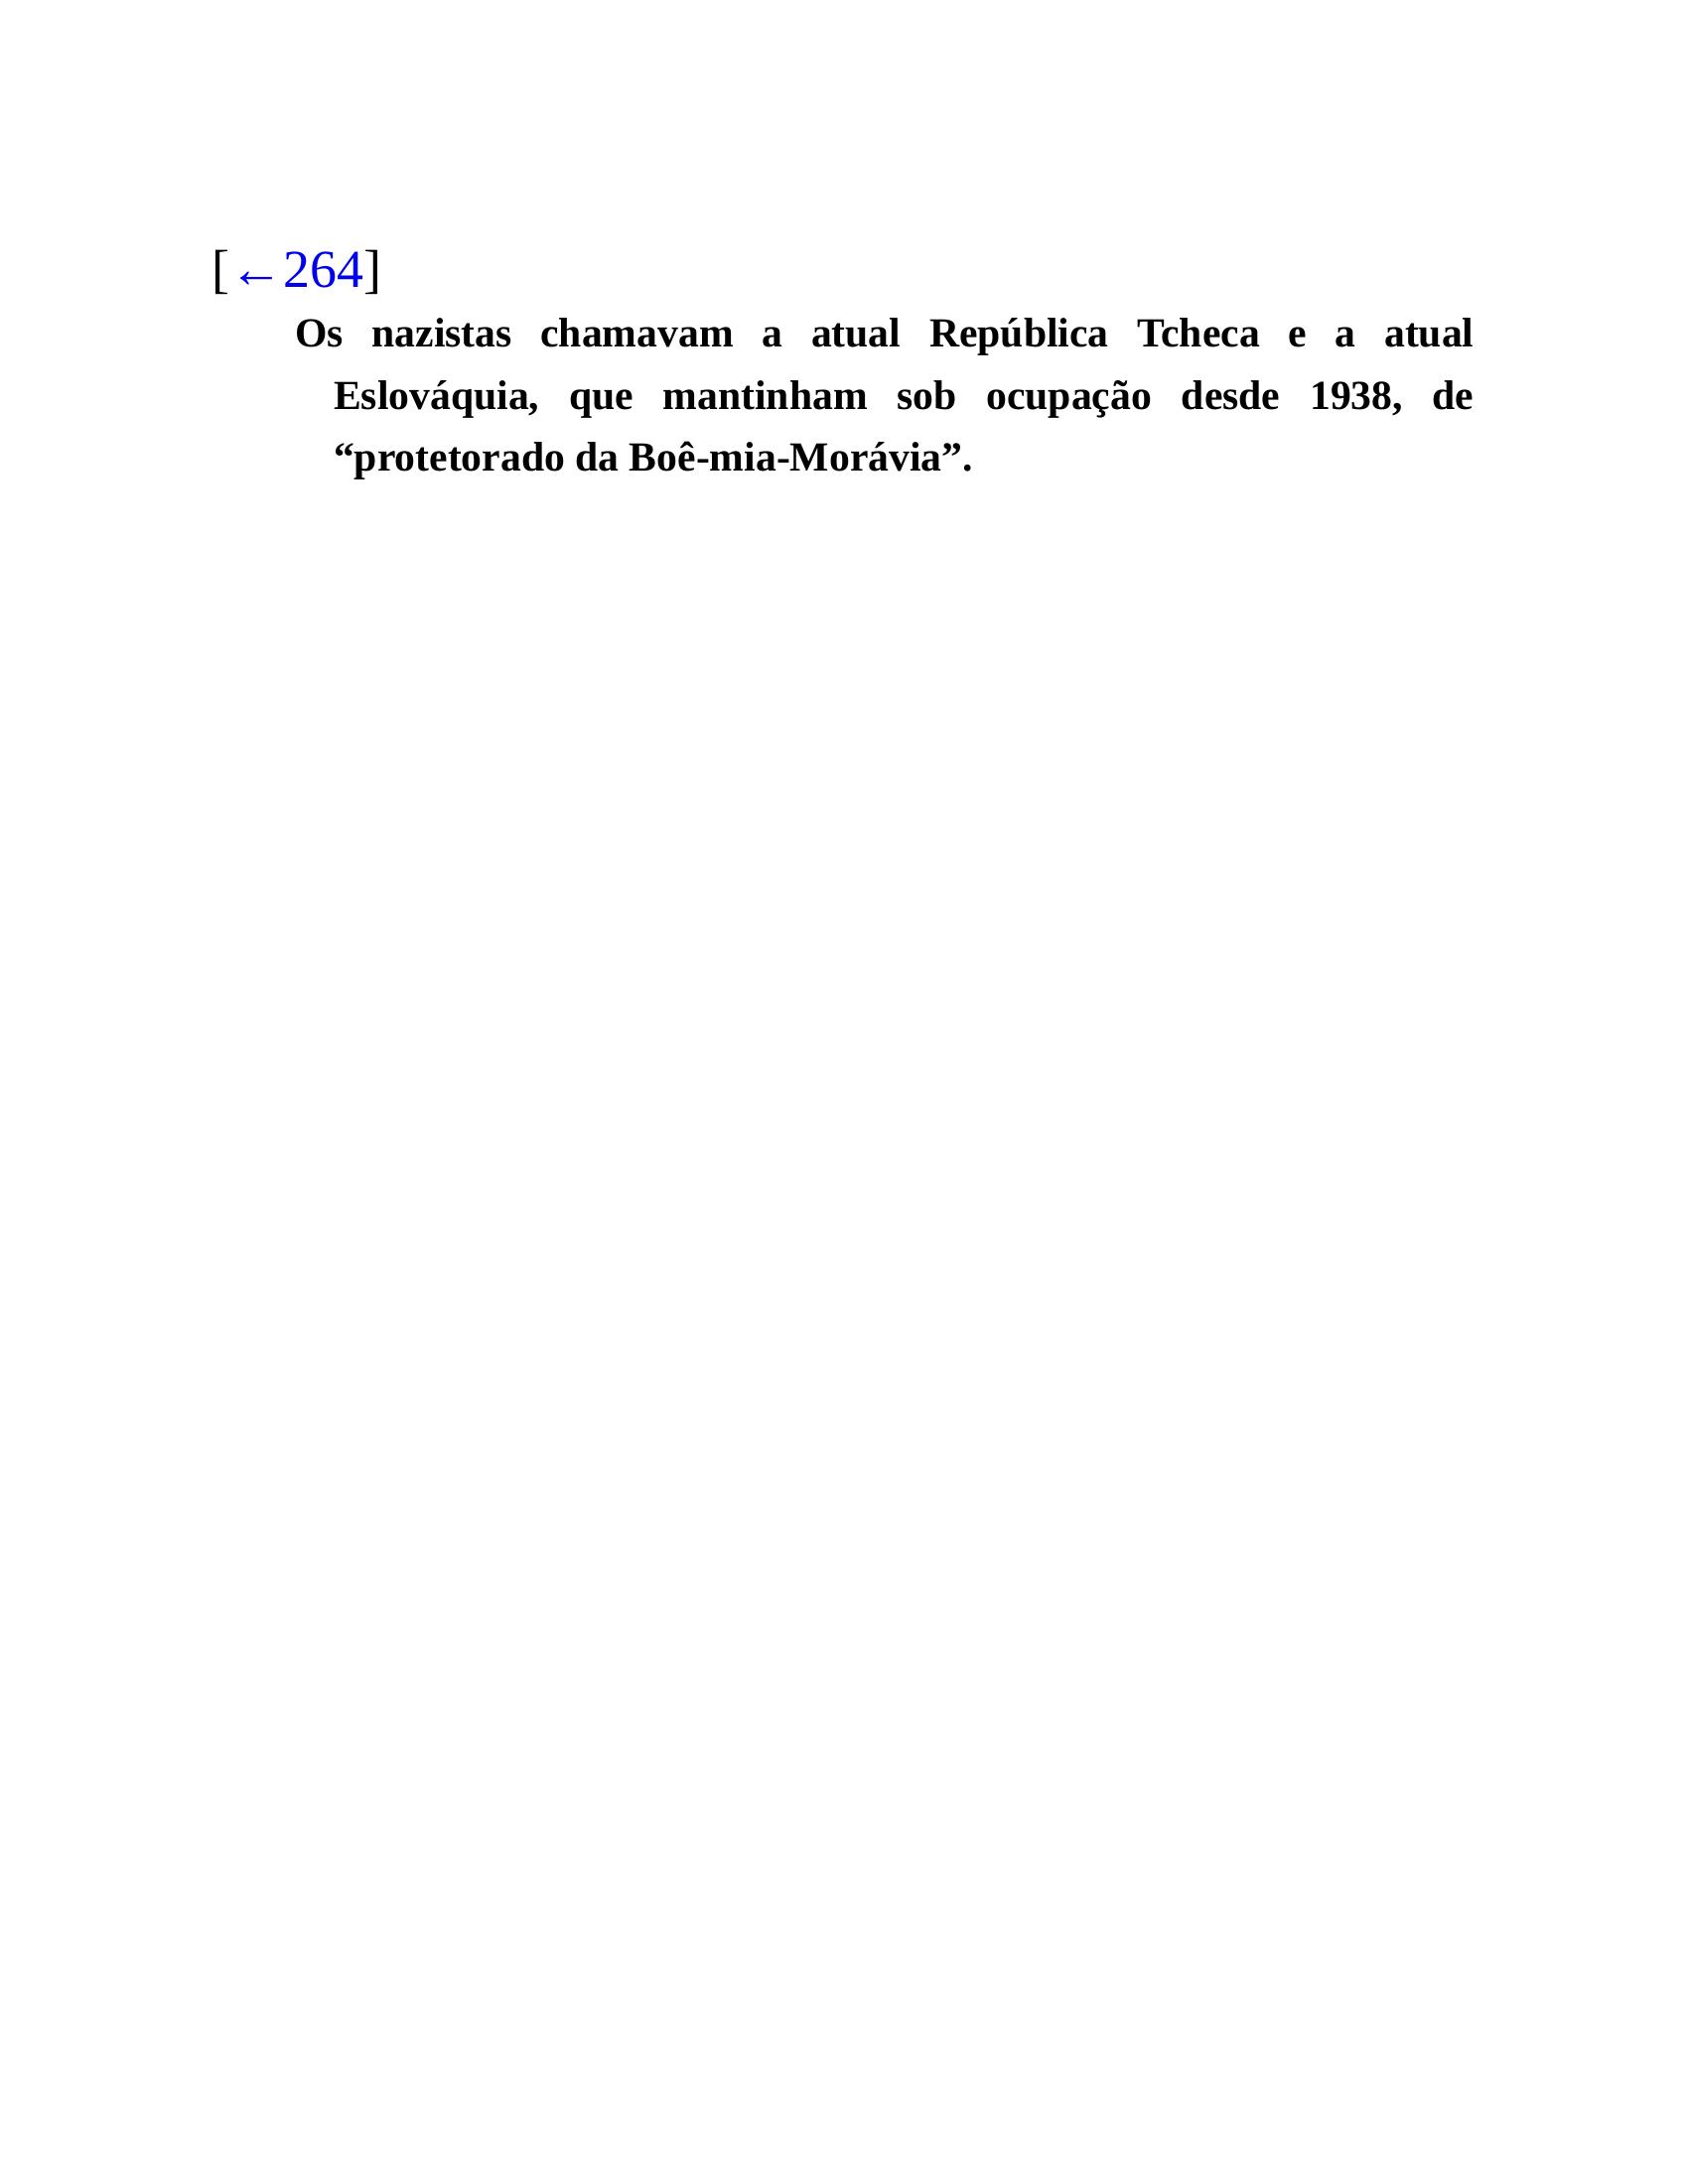 [←264]
Os nazistas chamavam a atual República Tcheca e a atual
Eslováquia, que mantinham sob ocupação desde 1938, de
“protetorado da Boê-mia-Morávia”.